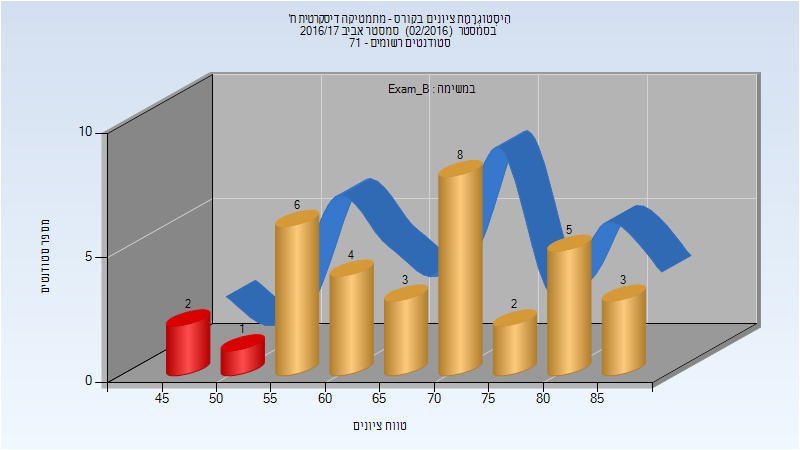 היסטוגרמת ציונים בקורס - מתמטיקה דיסקרטית ח'
בסמסטר (02/2016) סמסטר אביב 2016/17
סטודנטים רשומים - 71
במשימה : Exam_B
מספר סטודנטים
10
5
0
2
1
6
4
3
8
2
5
3
45 50 55 60 65 70 75 80 85
טווח ציונים